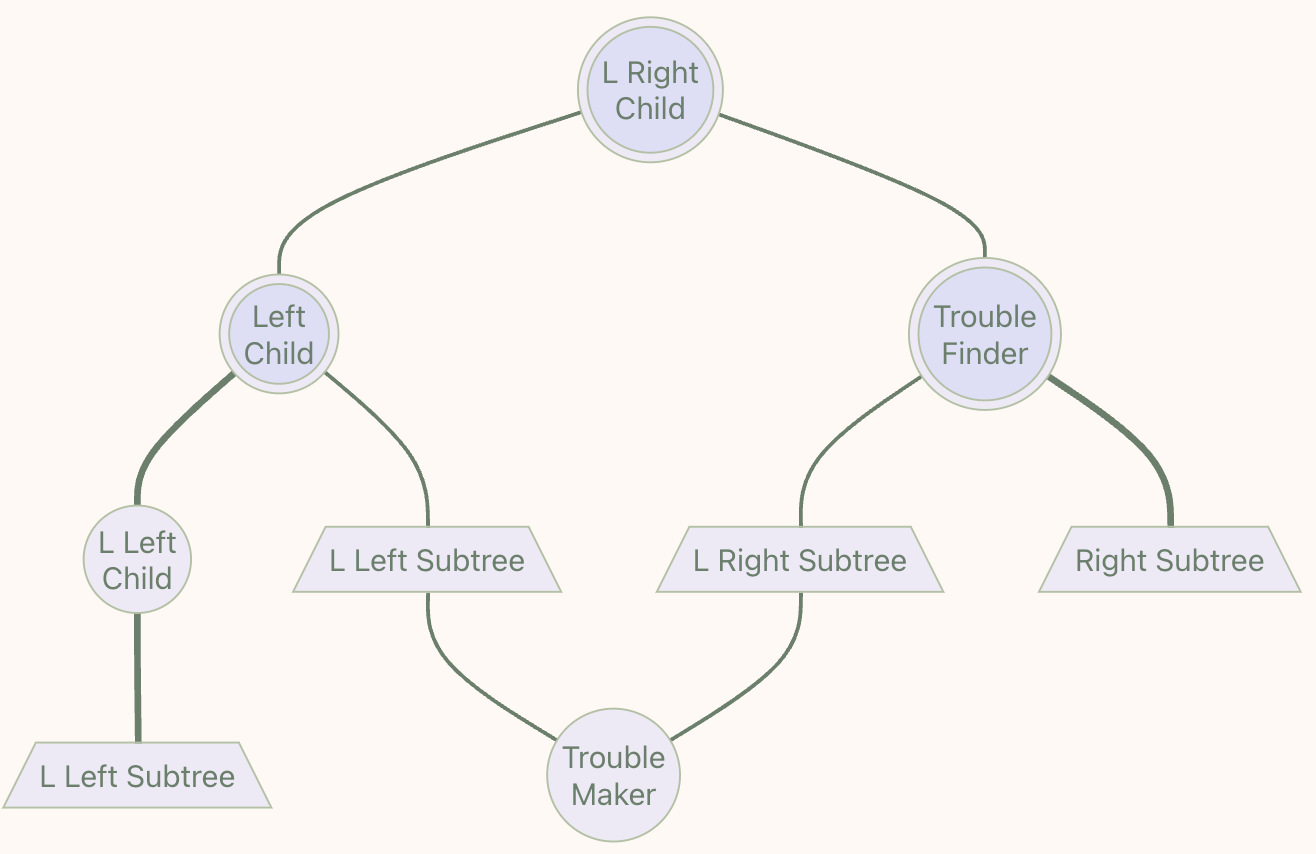 L Right
Child
Left
Child
Trouble
Finder
L Left
Child
L Left Subtree
L Right Subtree
Right Subtree
L Left Subtree
Trouble
Maker